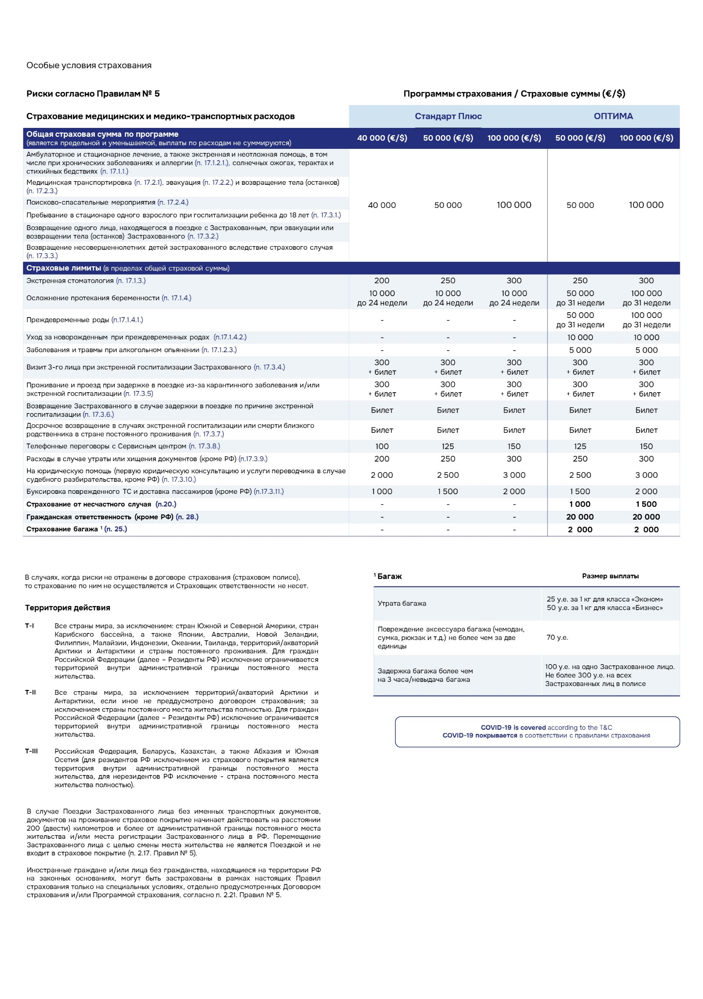 Особые условия страхования
Риски согласно Правилам № 5
Программы страхования / Страховые суммы (€/$)
Страхование медицинских и медико-транспортных расходов
Стандарт Плюс
ОПТИМА
Общая страховая сумма по программе
(является предельной и уменьшаемой, выплаты по расходам не суммируются)
40 000 (€/$) 50 000 (€/$) 100 000 (€/$) 50 000 (€/$) 100 000 (€/$)
Амбулаторное и стационарное лечение, а также экстренная и неотложная помощь, в том
числе при хронических заболеваниях и аллергии (п. 17.1.2.1.), солнечных ожогах, терактах и
стихийных бедствиях (п. 17.1.1.)
Медицинская транспортировка (п. 17.2.1), эвакуация (п. 17.2.2.) и возвращение тела (останков)
(п. 17.2.3.)
Поисково-спасательные мероприятия (п. 17.2.4.)
Пребывание в стационаре одного взрослого при госпитализации ребенка до 18 лет (п. 17.3.1.)
Возвращение одного лица, находящегося в поездке с Застрахованным, при эвакуации или
возвращении тела (останков) Застрахованного (п. 17.3.2.)
Возвращение несовершеннолетних детей застрахованного вследствие страхового случая
(п. 17.3.3.)
40 000 50 000 100 000 50 000 100 000
Страховые лимиты (в пределах общей страховой суммы)
Экстренная стоматология (п. 17.1.3.) 200 250 300 250 300
Осложнение протекания беременности (п. 17.1.4.)
10 000 10 000 10 000 50 000 100 000
до 24 недели до 24 недели до 24 недели до 31 недели до 31 недели
Преждевременные роды (п.17.1.4.1.) - - -
50 000 100 000
до 31 недели до 31 недели
Уход за новорожденным при преждевременных родах (п.17.1.4.2.) - - - 10 000 10 000
Заболевания и травмы при алкогольном опьянении (п. 17.1.2.3.) - - - 5 000 5 000
Визит 3-го лица при экстренной госпитализации Застрахованного (п. 17.3.4.)
300 300 300 300 300
+ билет + билет + билет + билет + билет
Проживание и проезд при задержке в поездке из-за карантинного заболевания и/или
экстренной госпитализации (п. 17.3.5)
300 300 300 300 300
+ билет + билет + билет + билет + билет
Возвращение Застрахованного в случае задержки в поездке по причине экстренной
госпитализации (п. 17.3.6.)
Билет Билет Билет Билет Билет
Досрочное возвращение в случаях экстренной госпитализации или смерти близкого
родственника в стране постоянного проживания (п. 17.3.7.)
Билет Билет Билет Билет Билет
Телефонные переговоры с Сервисным центром (п. 17.3.8.) 100 125 150 125 150
Расходы в случае утраты или хищения документов (кроме РФ) (п.17.3.9.) 200 250 300 250 300
На юридическую помощь (первую юридическую консультацию и услуги переводчика в случае
судебного разбирательства, кроме РФ) (п. 17.3.10.)
2 000 2 500 3 000 2 500 3 000
Буксировка поврежденного ТС и доставка пассажиров (кроме РФ) (п.17.3.11.) 1 000 1 500 2 000 1 500 2 000
Страхование от несчастного случая (п.20.) - - - 1 000 1 500
Гражданская ответственность (кроме РФ) (п. 28.) - - - 20 000 20 000
Страхование багажа ¹ (п. 25.) - - - 2 000 2 000
В случаях, когда риски не отражены в договоре страхования (страховом полисе),
то страхование по ним не осуществляется и Страховщик ответственности не несет.
Территория действия
T-I Все страны мира, за исключением: стран Южной и Северной Америки, стран
Карибского бассейна, а также Японии, Австралии, Новой Зеландии,
Филиппин, Малайзии, Индонезии, Океании, Таиланда, территорий/акваторий
Арктики и Антарктики и страны постоянного проживания. Для граждан
Российской Федерации (далее – Резиденты РФ) исключение ограничивается
территорией внутри административной границы постоянного места
жительства.
T-II Все страны мира, за исключением территорий/акваторий Арктики и
Антарктики, если иное не преддусмотрено договором страхования; за
исключением страны постоянного места жительства полностью. Для граждан
Российской Федерации (далее – Резиденты РФ) исключение ограничивается
территорией внутри административной границы постоянного места
жительства.
T-III Российская Федерация, Беларусь, Казахстан, а также Абхазия и Южная
Осетия (для резидентов РФ исключением из страхового покрытия является
территория внутри административной границы постоянного места
жительства, для нерезидентов РФ исключение - страна постоянного места
жительства полностью).
В случае Поездки Застрахованного лица без именных транспортных документов,
документов на проживание страховое покрытие начинает действовать на расстоянии
200 (двести) километров и более от административной границы постоянного места
жительства и/или места регистрации Застрахованного лица в РФ. Перемещение
Застрахованного лица с целью смены места жительства не является Поездкой и не
входит в страховое покрытие (п. 2.17. Правил № 5).
Иностранные граждане и/или лица без гражданства, находящиеся на территории РФ
на законных основаниях, могут быть застрахованы в рамках настоящих Правил
страхования только на специальных условиях, отдельно предусмотренных Договором
страхования и/или Программой страхования, согласно п. 2.21. Правил № 5.
¹ Багаж Размер выплаты
Утрата багажа
25 у.е. за 1 кг для класса «Эконом»
50 у.е. за 1 кг для класса «Бизнес»
Повреждение аксессуара багажа (чемодан,
сумка, рюкзак и т.д.) не более чем за две
единицы
70 у.е.
Задержка багажа более чем
на 3 часа/невыдача багажа
100 у.е. на одно Застрахованное лицо.
Не более 300 у.е. на всех
Застрахованных лиц в полисе
COVID-19 is covered according to the T&C
COVID-19 покрывается в соответствии с правилами страхования